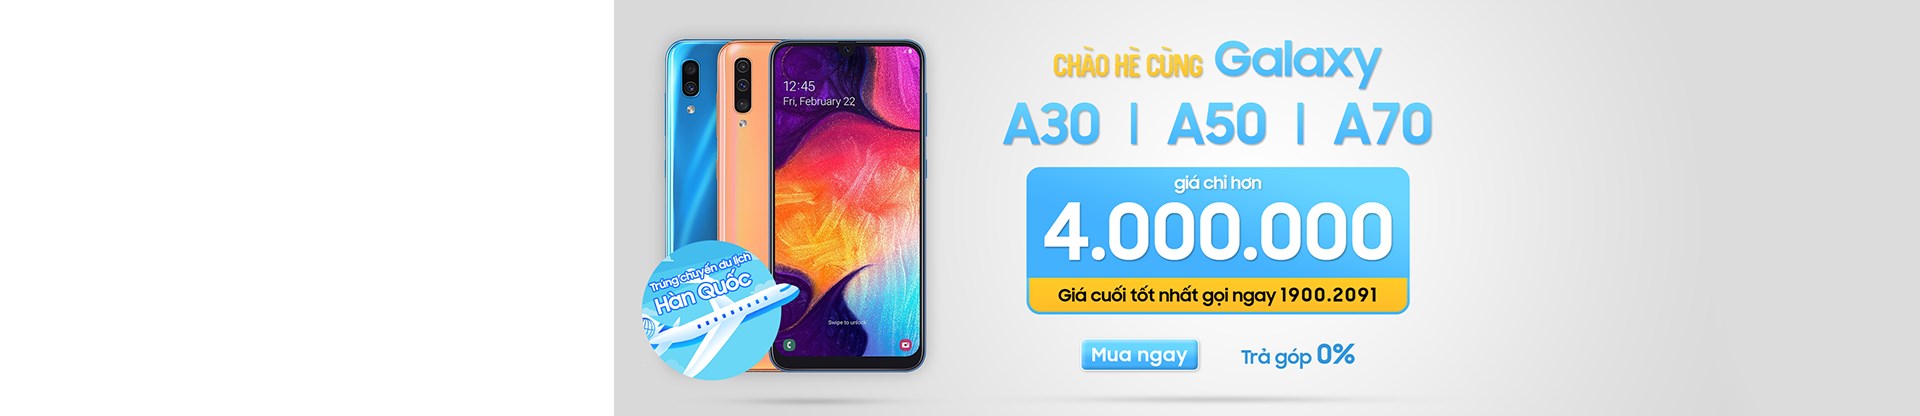 12:45
Fri, February 22
Swipe to unlock
Trúng chuyến du lịch
Hàn Quốc
CHÀO HÈ CÙNG Galaxy
A30 | A50 | A70
giá chỉ hơn
4.000.000
Giá cuối tốt nhất gọi ngay 1900.2091
Mua ngay
Trả góp 0%